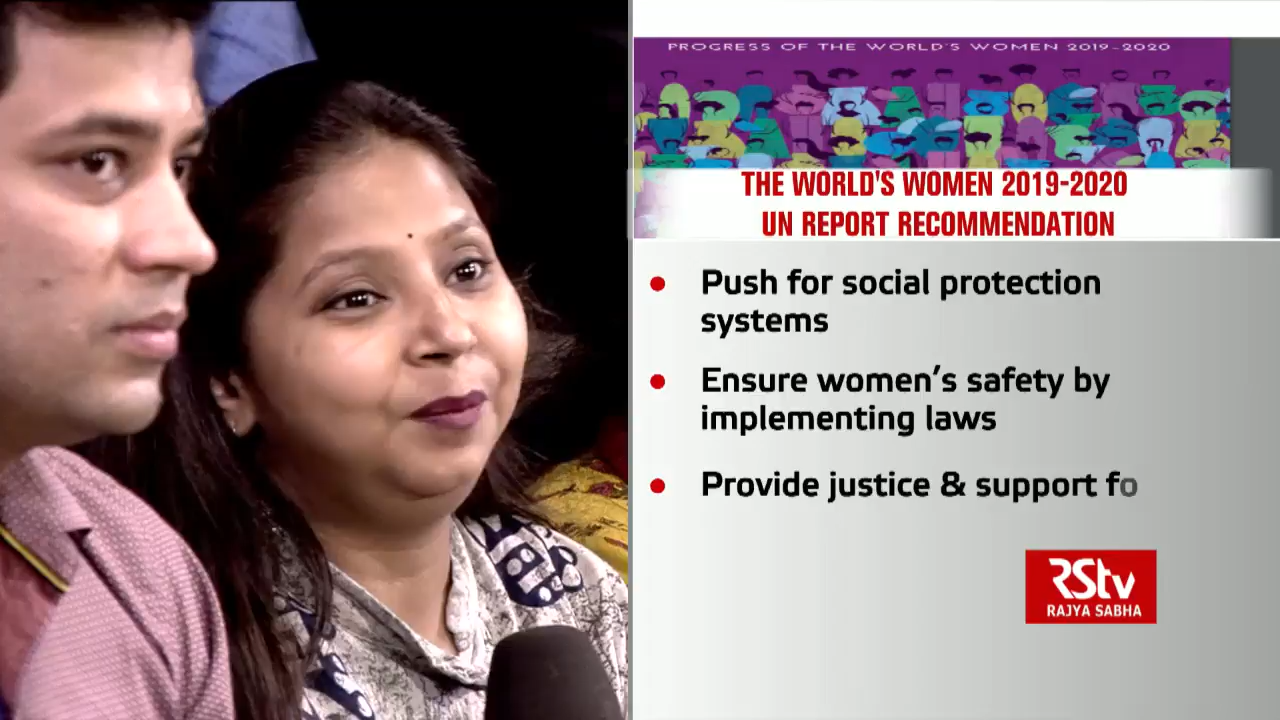 PROGRESS OF THE WORLD'S WOMEN 2019-2020
THE WORLD'S WOMEN 2019-2020
UN REPORT RECOMMENDATION
• Push for social protection
systems
• Ensure women's safety by
implementing laws
• Provide justice & support fo
RSTV
RAJYA SABHA